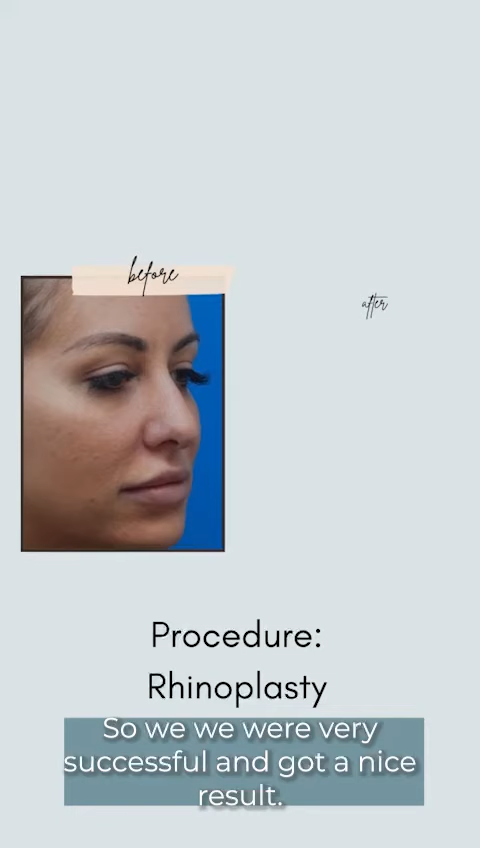 before
after
Procedure:
Rhinoplasty
So we we were very
successful and got a nice
result.